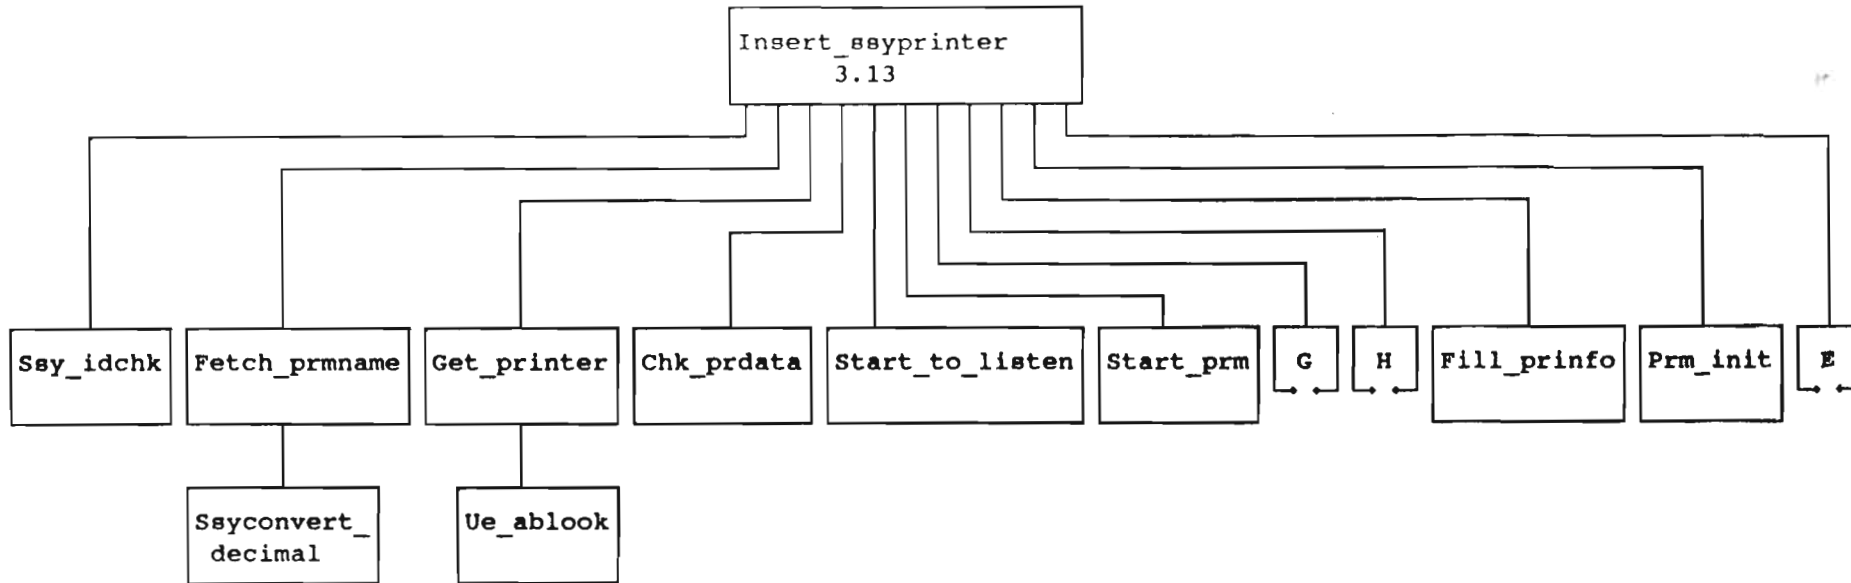 Insert_ssyprinter
3.13
Ssy_idchk
Fetch_prmname
Get_printer
Chk_prdata
Start_to_listen
Start_prm
G
H
Fill_prinfo
Prm_init
E
Ssyconvert_
decimal
Ue_ablook